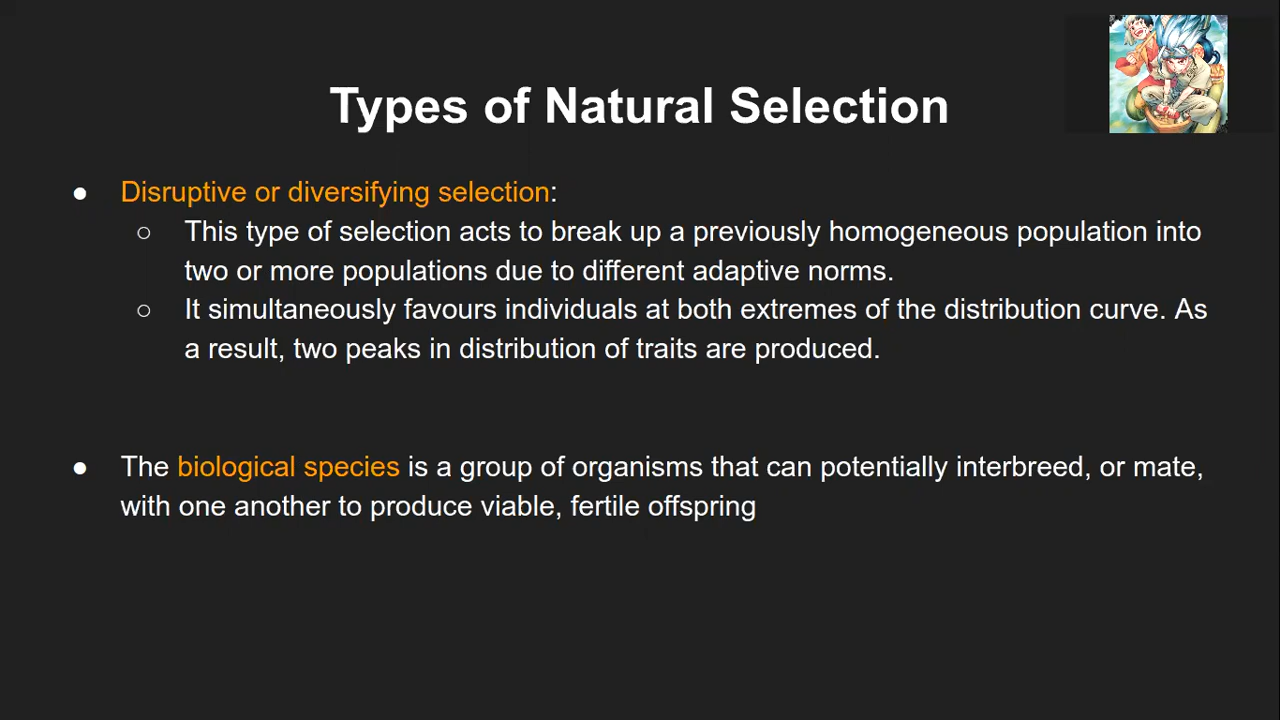 Types of Natural Selection
● Disruptive or diversifying selection:
○ This type of selection acts to break up a previously homogeneous population into
two or more populations due to different adaptive norms.
○ It simultaneously favours individuals at both extremes of the distribution curve. As
a result, two peaks in distribution of traits are produced.
● The biological species is a group of organisms that can potentially interbreed, or mate,
with one another to produce viable, fertile offspring